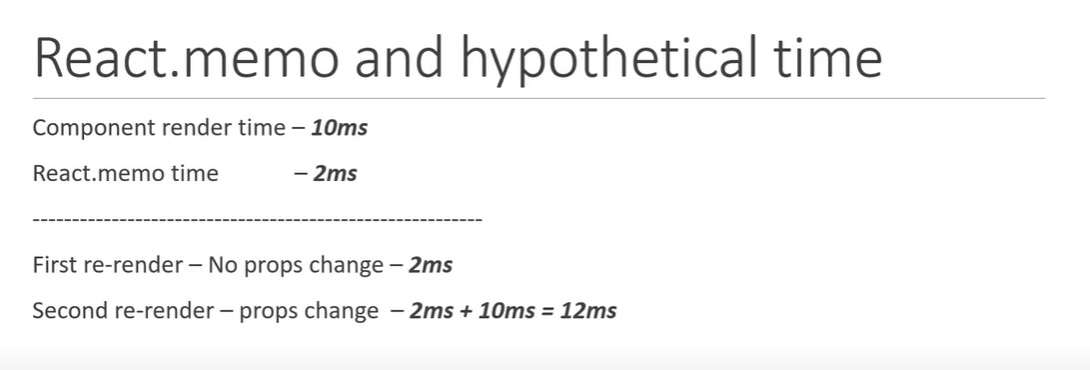 React.memo and hypothetical time
Component render time – 10ms
React.memo time – 2ms
---------------------------------------------------------
First re-render – No props change – 2ms
Second re-render – props change – 2ms + 10ms = 12ms